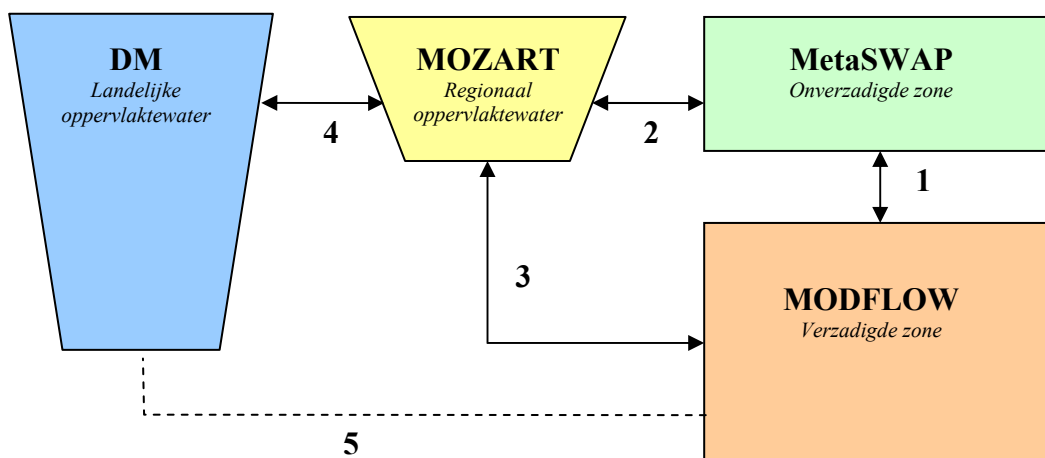 DM
Landelijke
oppervlaktewater
4
MOZART
Regionaal
oppervlaktewater
2
MetaSWAP
Onverzadigde zone
1
3
MODFLOW
Verzadigde zone
5